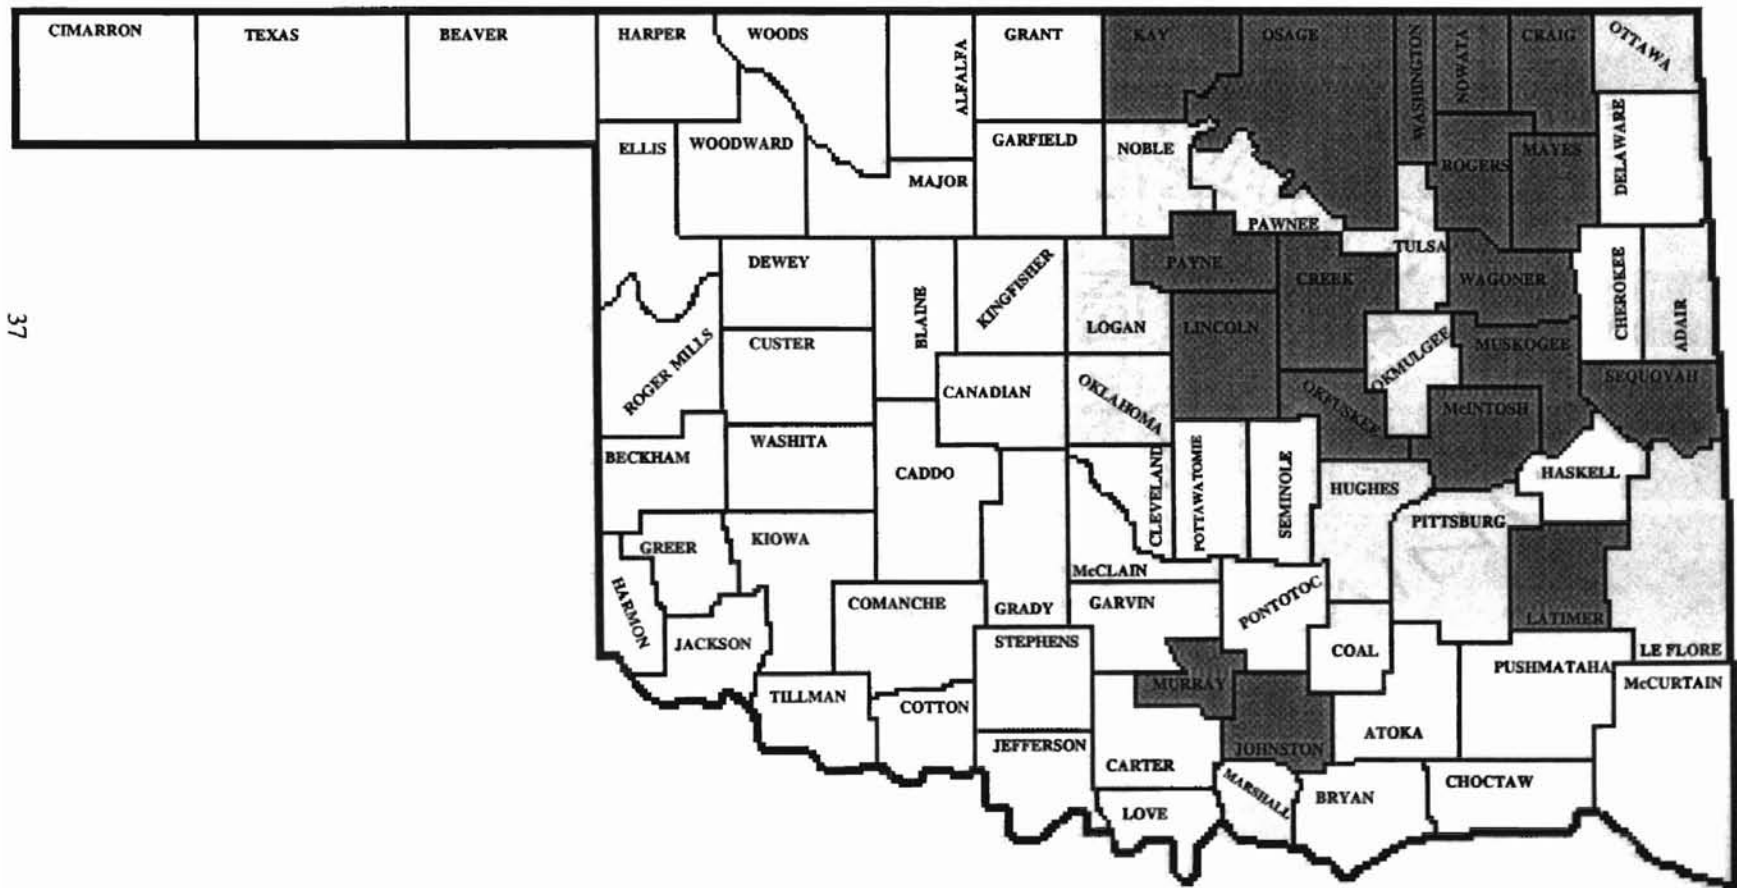 CIMARRON
TEXAS
BEAVER
HARPER
WOODS
ALFALFA
GRANT
KAY
OSAGE
WASHINGTON
NOWATA
CRAIG
OTTAWA
ELLIS
WOODWARD
MAJOR
GARFIELD
NOBLE
PAWNEE
ROGERS
MAYES
DELAWARE
DEWEY
BLAINE
KINGFISHER
LOGAN
PAYNE
CREEK
TULSA
WAGONER
CHEROKEE
ADAIR
37
ROGER MILLS
CUSTER
CANADIAN
OKLAHOMA
LINCOLN
OKFUSKEE
OKMULGEE
MUSKOGEE
McINTOSH
SEQUOYAH
BECKHAM
WASHITA
CADDO
CLEVELAND
POTTAWATOMIE
SEMINOLE
HUGHES
PITTSBURG
HASKELL
GREER
KIOWA
HARMON
JACKSON
COMANCHE
GRADY
McCLAIN
GARVIN
PONTOTOC
COAL
LATIMER
LE FLORE
STEPHENS
MURRAY
PUSHMATAHA
McCURTAIN
TILLMAN
COTTON
JEFFERSON
CARTER
JOHNSTON
ATOKA
LOVE
MARSHALL
BRYAN
CHOCTAW